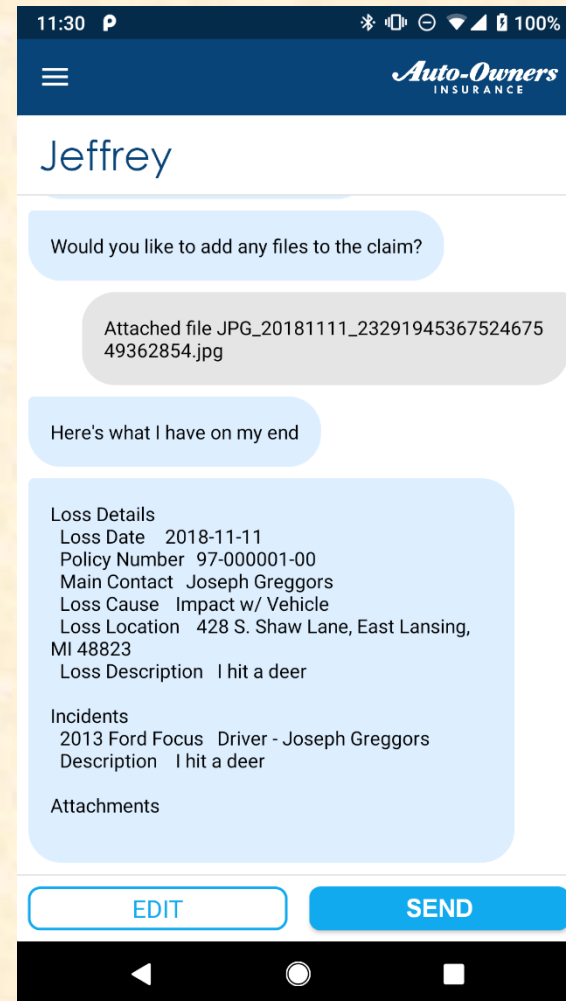 11:30 100%
Auto-Owners
INSURANCE
Jeffrey
Would you like to add any files to the claim?
Attached file JPG_20181111_23291945367524675
49362854.jpg
Here's what I have on my end
Loss Details
Loss Date 2018-11-11
Policy Number 97-000001-00
Main Contact Joseph Greggors
Loss Cause Impact w/ Vehicle
Loss Location 428 S. Shaw Lane, East Lansing,
MI 48823
Loss Description I hit a deer
Incidents
2013 Ford Focus Driver - Joseph Greggors
Description I hit a deer
Attachments
EDIT SEND